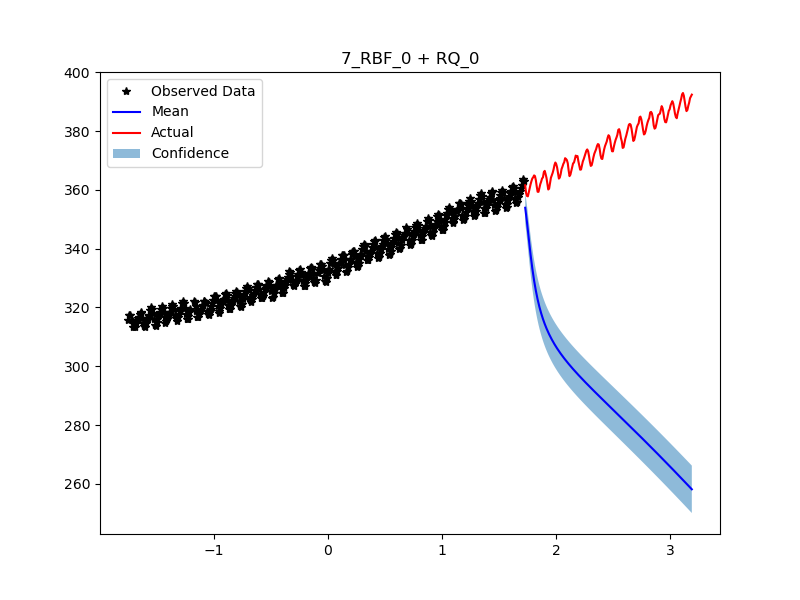 7_RBF_0 + RQ_0
400
380
360
340
320
300
280
260
Observed Data
Mean
Actual
Confidence
−1
0
1
2
3